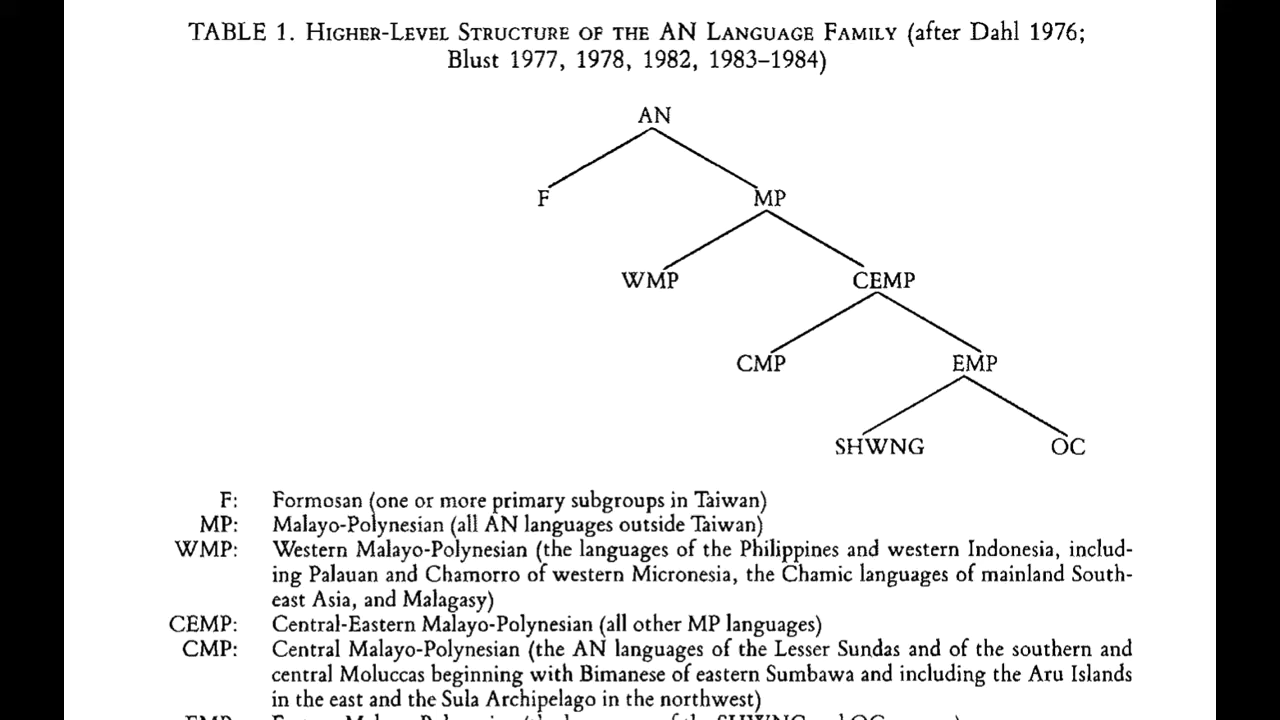 TABLE 1. HIGHER-LEVEL STRUCTURE OF THE AN LANGUAGE FAMILY (after Dahl 1976;
Blust 1977, 1978, 1982, 1983–1984)
AN
F MP
WMP CEMP
CMP EMP
SHWNG OC
F: Formosan (one or more primary subgroups in Taiwan)
MP: Malayo-Polynesian (all AN languages outside Taiwan)
WMP: Western Malayo-Polynesian (the languages of the Philippines and western Indonesia, includ-
ing Palauan and Chamorro of western Micronesia, the Chamic languages of mainland South-
east Asia, and Malagasy)
CEMP: Central-Eastern Malayo-Polynesian (all other MP languages)
CMP: Central Malayo-Polynesian (the AN languages of the Lesser Sundas and of the southern and
central Moluccas beginning with Bimanese of eastern Sumbawa and including the Aru Islands
in the east and the Sula Archipelago in the northwest)